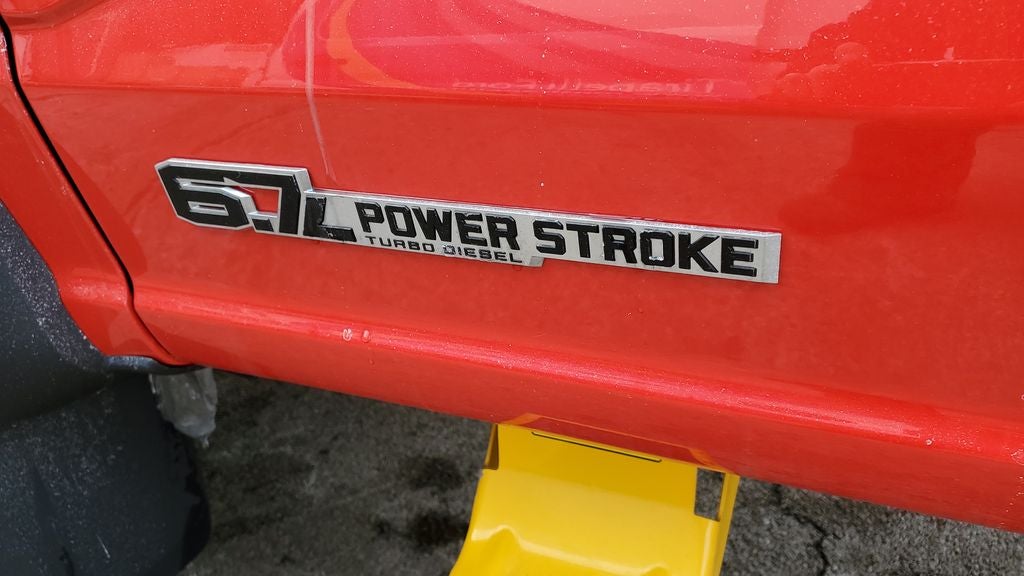 6.7L POWER STROKE
TURBO DIESEL